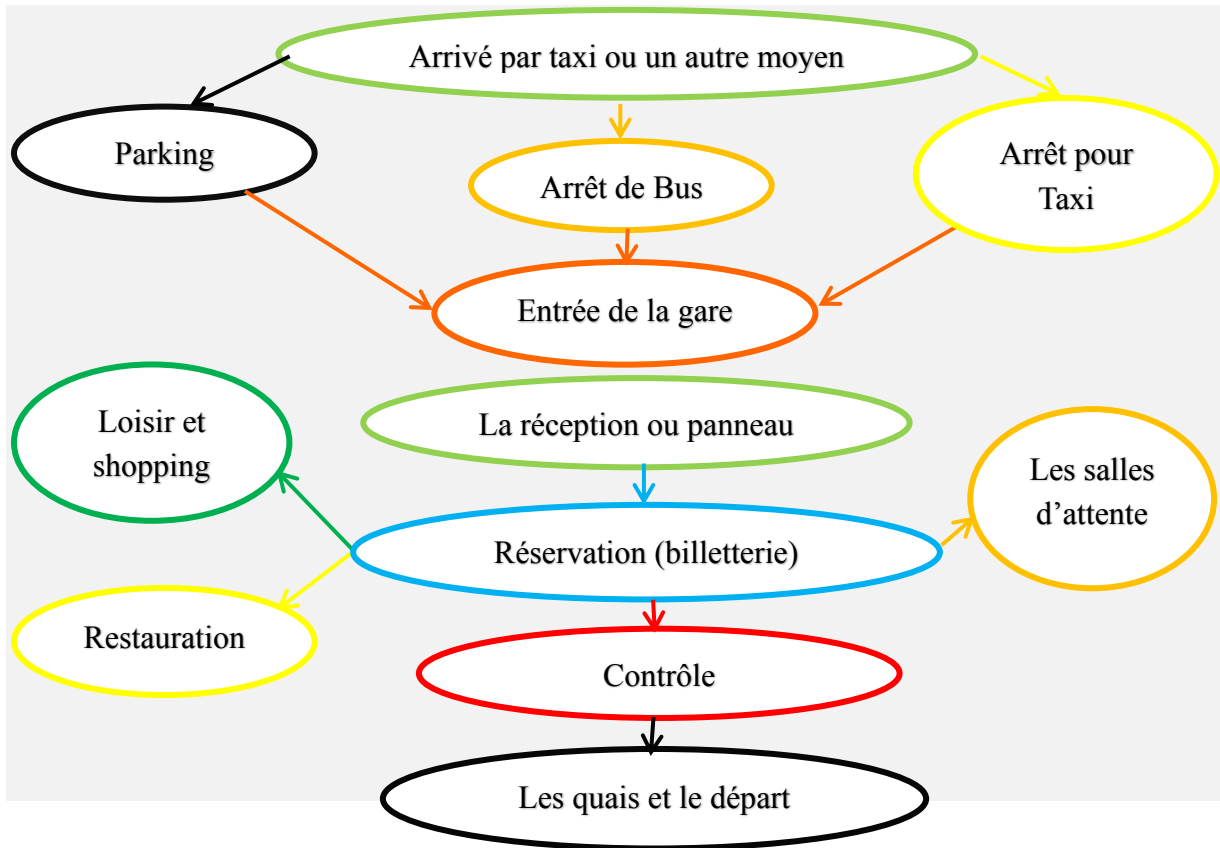 Arrivé par taxi ou un autre moyen
Parking
Arrêt de Bus
Arrêt pour
Taxi
Entrée de la gare
Loisir et
shopping
La réception ou panneau
Les salles
d’attente
Réservation (billetterie)
Restauration
Contrôle
Les quais et le départ